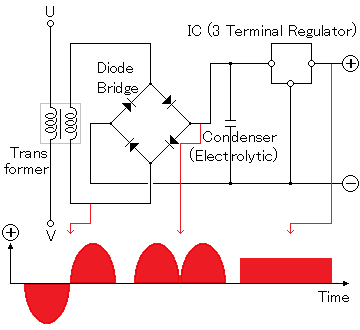 U
IC (3 Terminal Regulator)
Diode
Bridge
+
Condenser
(Electrolytic)
Trans
former
−
V
+
Time